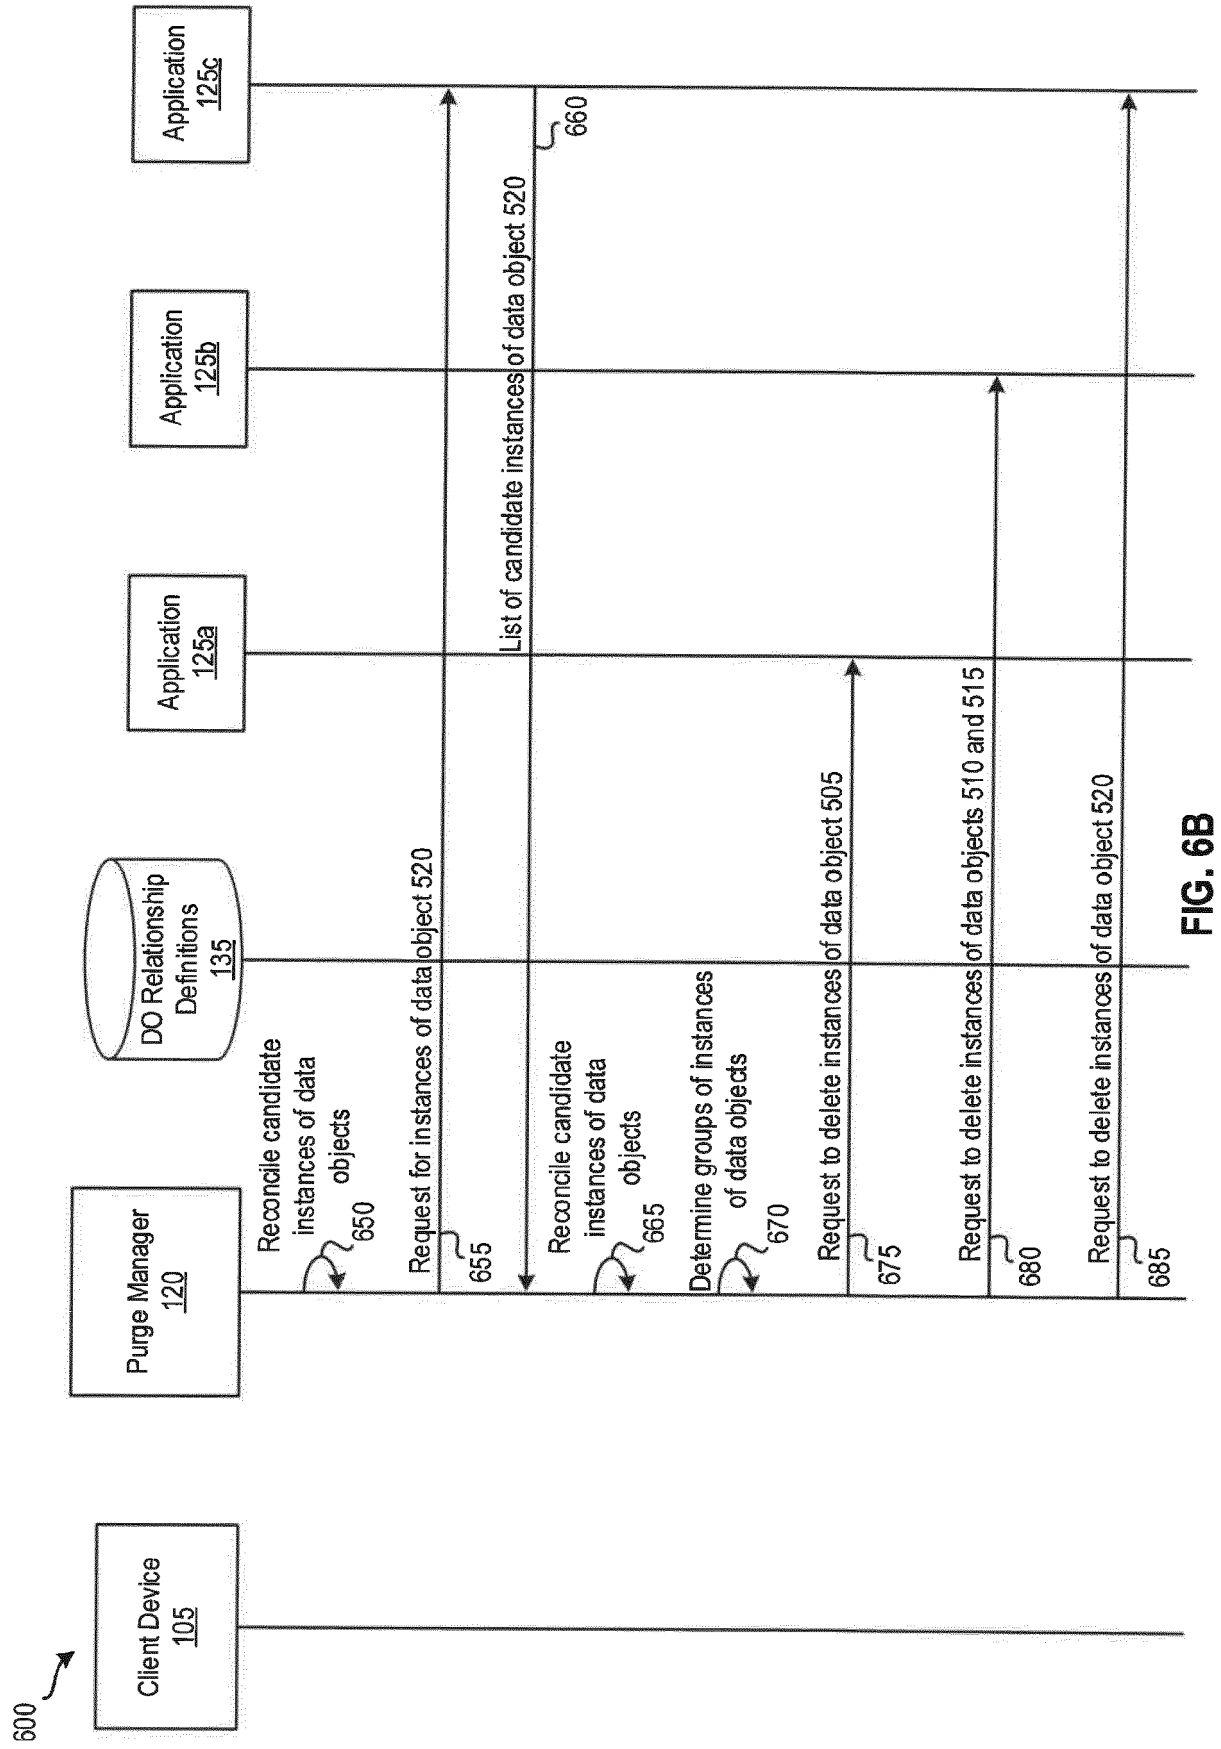 600
Client Device
105
Purge Manager
120
DO Relationship
Definitions
135
Application
125a
Application
125b
Application
125c
Reconcile candidate
instances of data
objects
650
Request for instances of data object 520
655
List of candidate instances of data object 520
660
Reconcile candidate
instances of data
objects
665
Determine groups of instances
of data objects
670
Request to delete instances of data object 505
675
Request to delete instances of data objects 510 and 515
680
Request to delete instances of data object 520
685
FIG. 6B